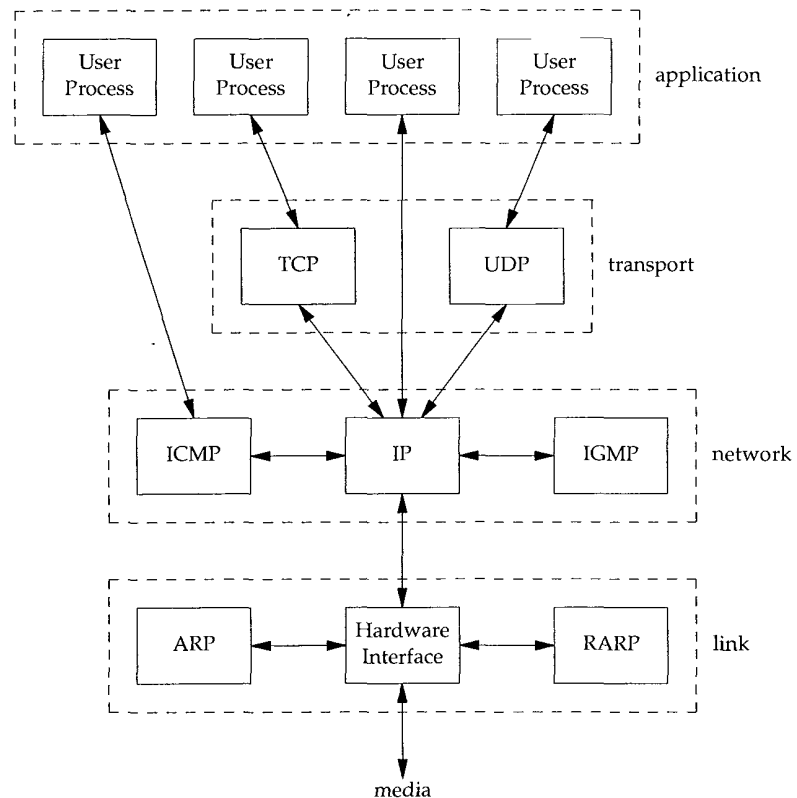 User
Process
User
Process
User
Process
User
Process
application
TCP
UDP
transport
ICMP
IP
IGMP
network
ARP
Hardware
Interface
RARP
link
media